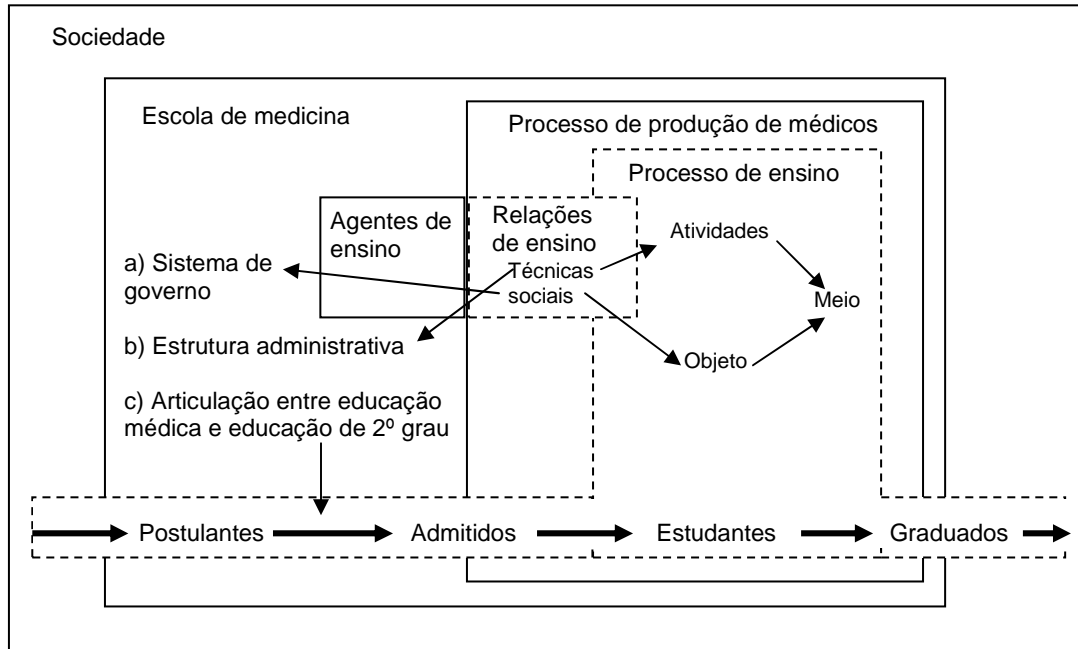 Sociedade
Escola de medicina
Processo de produção de médicos
Processo de ensino
Agentes de
ensino
Relações
de ensino
Técnicas
sociais
Atividades
Meio
Objeto
a) Sistema de
governo
b) Estrutura administrativa
c) Articulação entre educação
médica e educação de 2º grau
Postulantes
Admitidos
Estudantes
Graduados